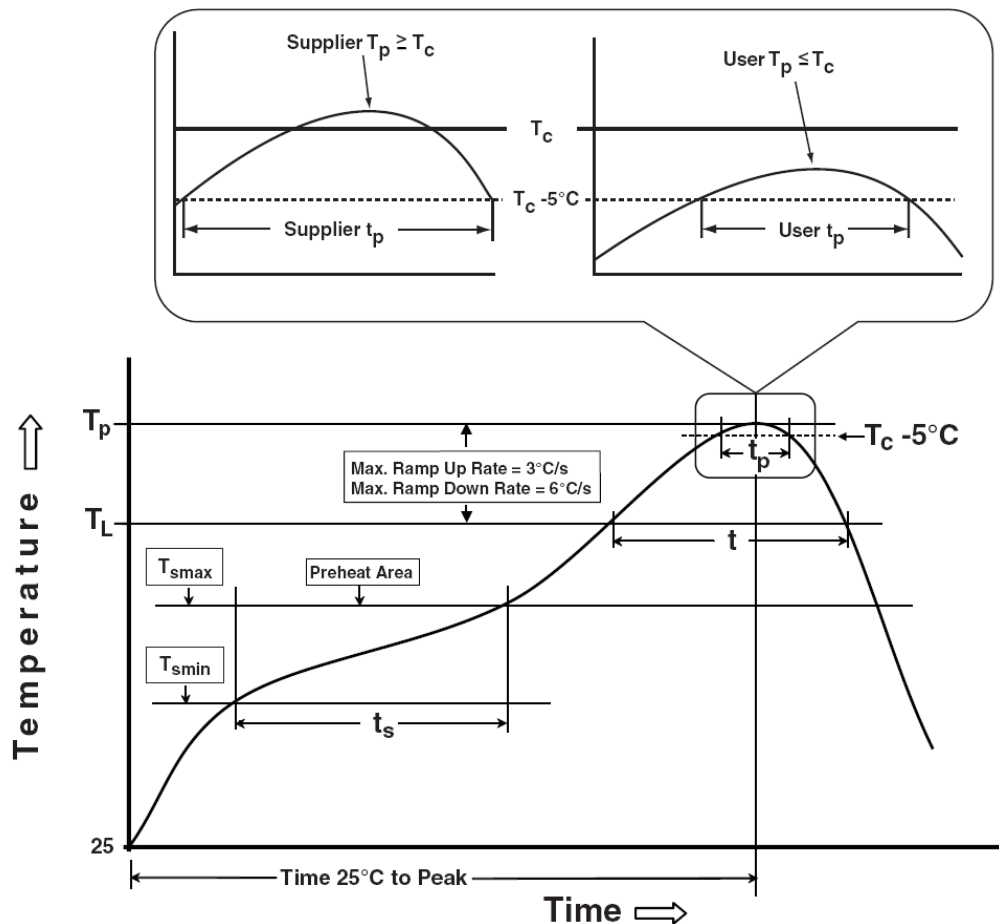 Supplier Tp ≥ Tc
User Tp ≤ Tc
Tc
Tc -5°C
Supplier tp
User tp
Tp
Tc -5°C
tp
Max. Ramp Up Rate = 3°C/s
Max. Ramp Down Rate = 6°C/s
TL
t
Tsmax
Preheat Area
Tsmin
ts
Temperature
25
Time 25°C to Peak
Time